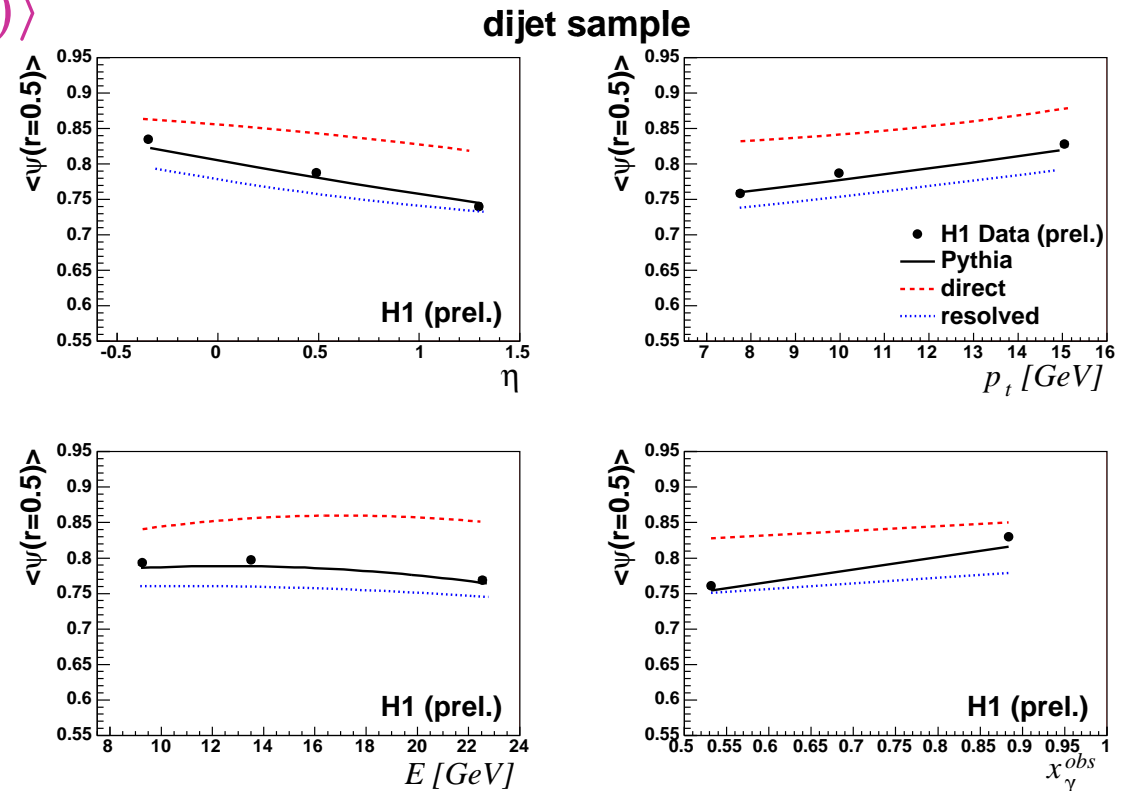 )⟩
dijet sample
<ψ(r=0.5)>
0.95
0.9
0.85
0.8
0.75
0.7
0.65
0.6
0.55
-0.5 0 0.5 1 1.5
η
H1 (prel.)
<ψ(r=0.5)>
0.95
0.9
0.85
0.8
0.75
0.7
0.65
0.6
0.55
7 8 9 10 11 12 13 14 15 16
p_t [GeV]
H1 Data (prel.)
Pythia
direct
resolved
<ψ(r=0.5)>
0.95
0.9
0.85
0.8
0.75
0.7
0.65
0.6
0.55
8 10 12 14 16 18 20 22 24
E [GeV]
H1 (prel.)
<ψ(r=0.5)>
0.95
0.9
0.85
0.8
0.75
0.7
0.65
0.6
0.55
0.5 0.55 0.6 0.65 0.7 0.75 0.8 0.85 0.9 0.95 1
x_γ^obs
H1 (prel.)